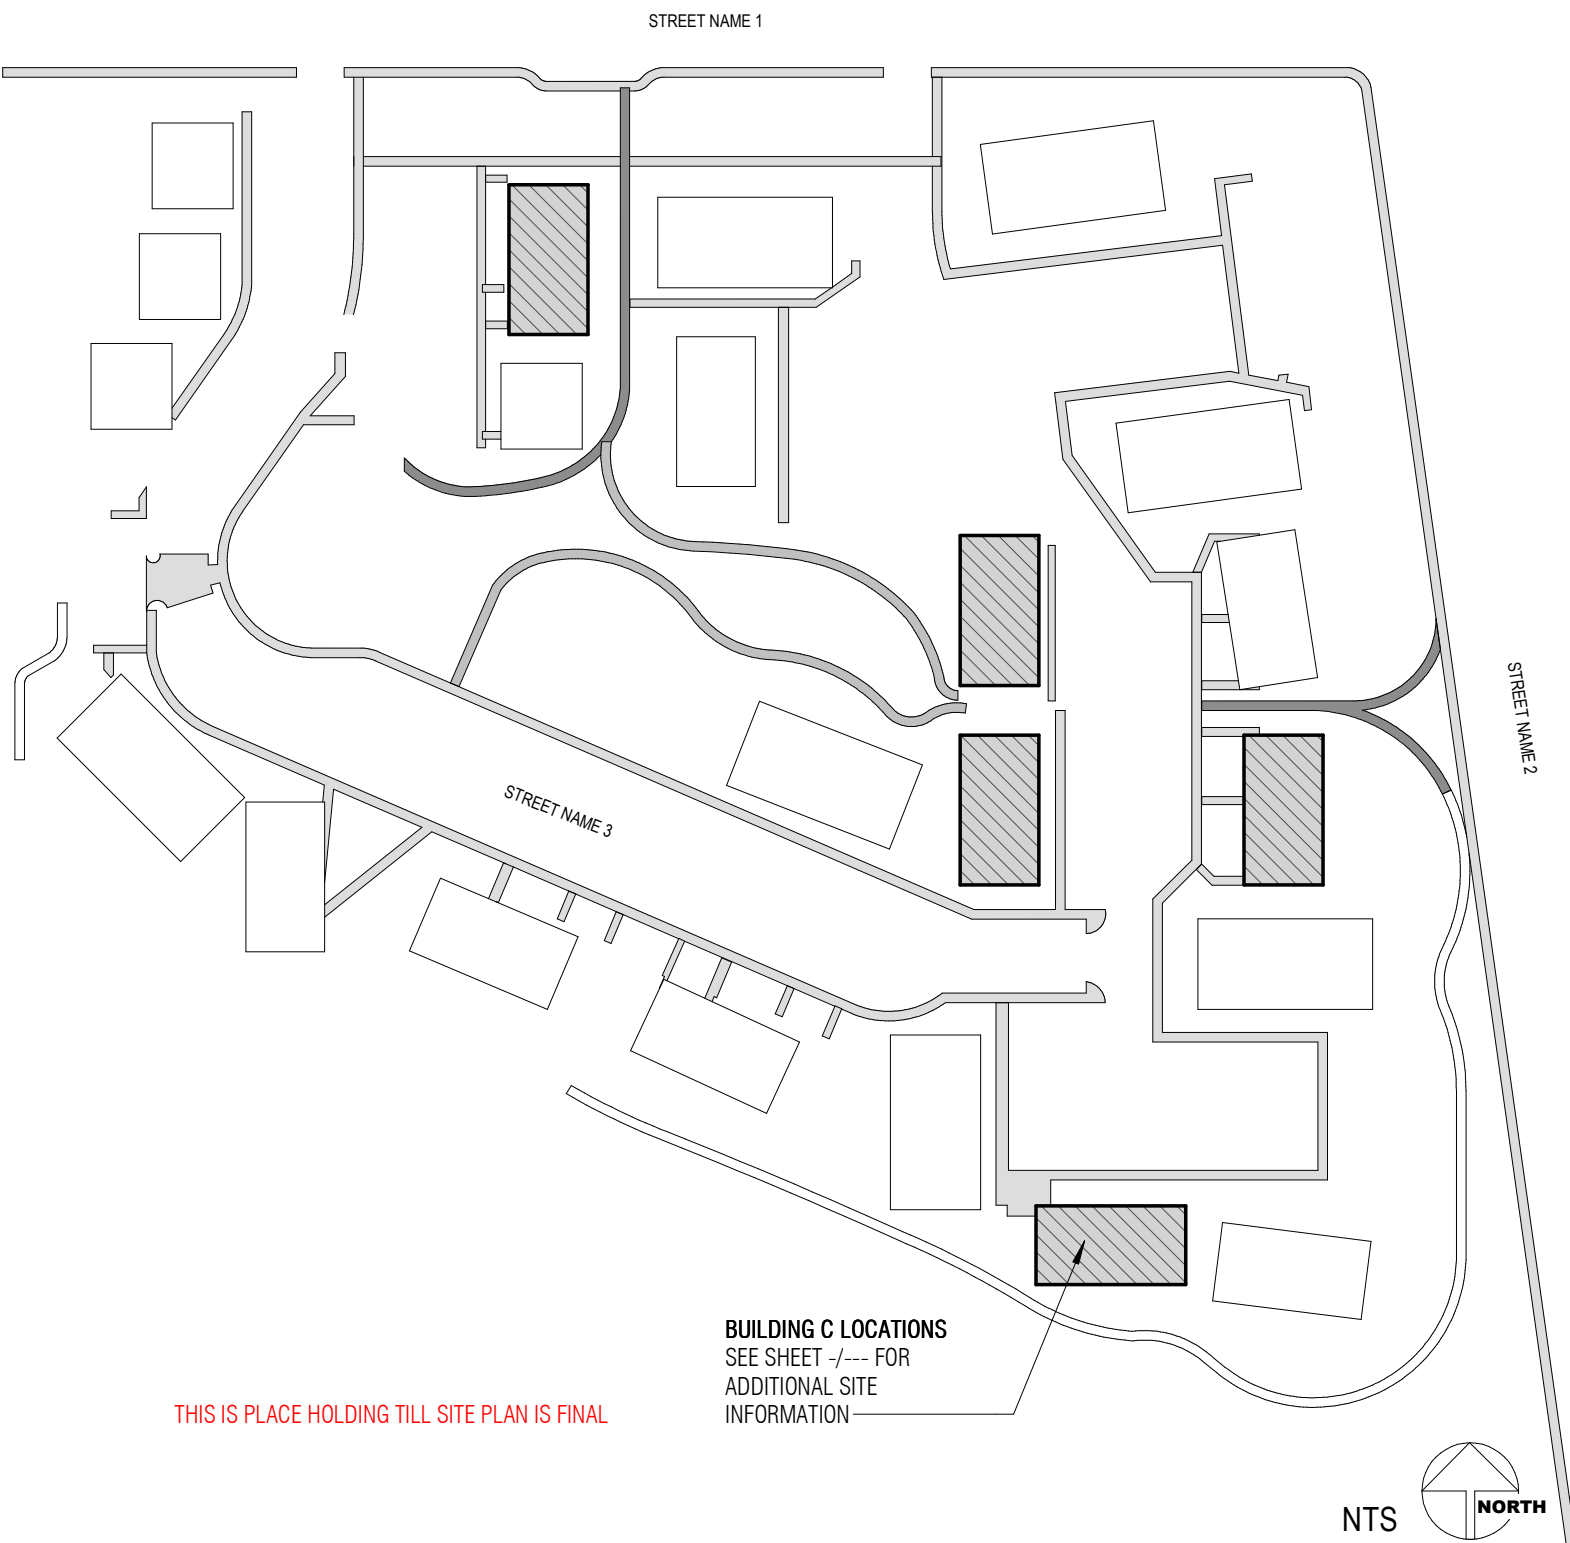 STREET NAME 1
STREET NAME 2
STREET NAME 3
BUILDING C LOCATIONS
SEE SHEET -/--- FOR
ADDITIONAL SITE
INFORMATION
THIS IS PLACE HOLDING TILL SITE PLAN IS FINAL
NTS
NORTH